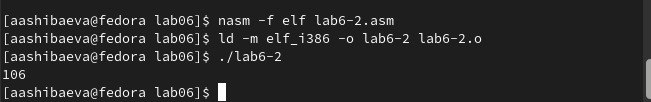 [aashibaeva@fedora lab06]$ nasm -f elf lab6-2.asm
[aashibaeva@fedora lab06]$ ld -m elf_i386 -o lab6-2 lab6-2.o
[aashibaeva@fedora lab06]$ ./lab6-2
106
[aashibaeva@fedora lab06]$